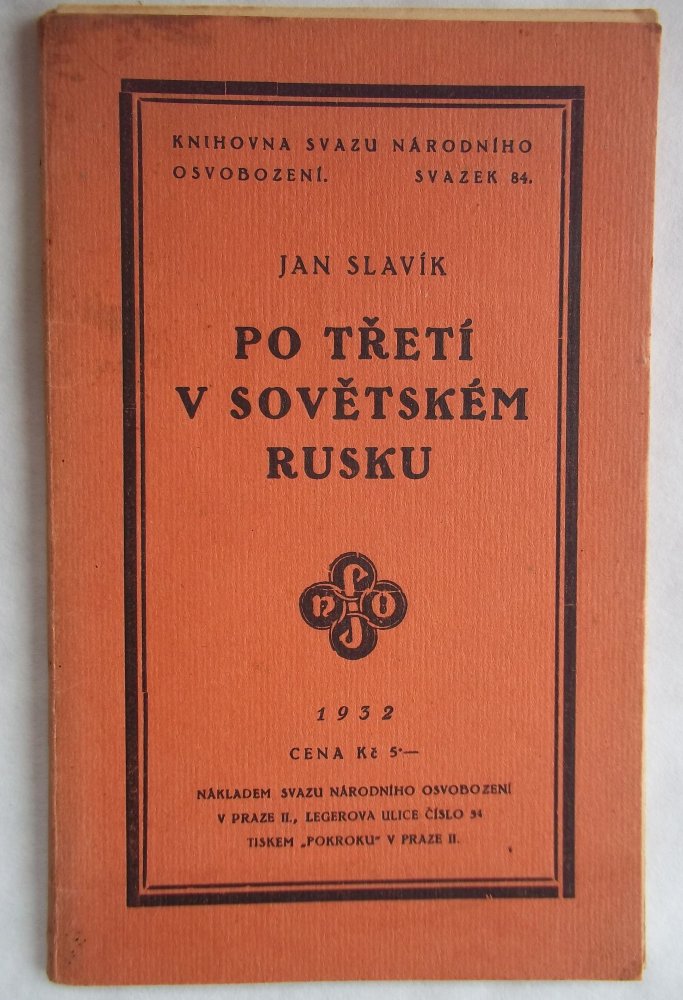 KNIHOVNA SVAZU NÁRODNÍHO
OSVOBOZENÍ. SVAZEK 84.
JAN SLAVÍK
PO TŘETÍ
V SOVĚTSKÉM
RUSKU
1932
CENA Kč 5·—
NÁKLADEM SVAZU NÁRODNÍHO OSVOBOZENÍ
V PRAZE II., LEGEROVA ULICE ČÍSLO 34
TISKEM „POKROKU" V PRAZE II.